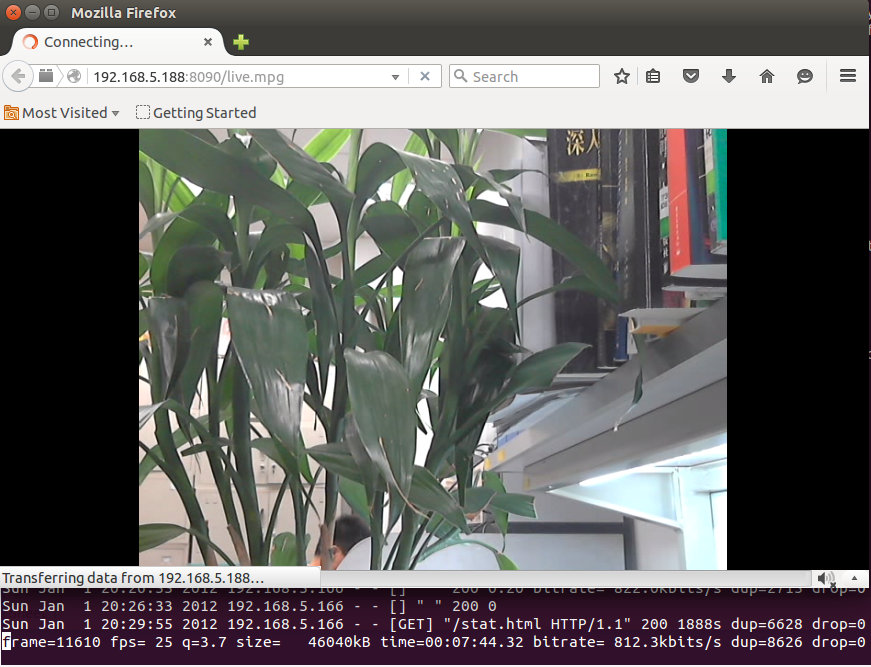 Mozilla Firefox
Connecting...
192.168.5.188:8090/live.mpg
Search
Most Visited
Getting Started
深入
Transferring data from 192.168.5.188...
Sun Jan  1 20:26:33 2012 192.168.5.166 - - [] " " 200 0
Sun Jan  1 20:29:55 2012 192.168.5.166 - - [GET] "/stat.html HTTP/1.1" 200 1888s dup=6628 drop=0
frame=11610 fps= 25 q=3.7 size=   46040kB time=00:07:44.32 bitrate= 812.3kbits/s dup=8626 drop=0